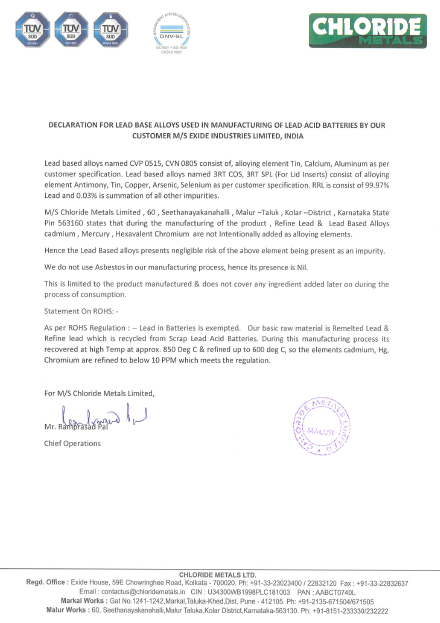 TÜV
SÜD
TÜV
SÜD
TÜV
SÜD
DNV·GL
CHLORIDE
METALS
DECLARATION FOR LEAD BASE ALLOYS USED IN MANUFACTURING OF LEAD ACID BATTERIES BY OUR
CUSTOMER M/S EXIDE INDUSTRIES LIMITED, INDIA
Lead based alloys named CVP 0515, CVN 0805 consist of, alloying element Tin, Calcium, Aluminum as per
customer specification. Lead based alloys named 3RT COS, 3RT SPL (For Lid Inserts) consist of alloying
element Antimony, Tin, Copper, Arsenic, Selenium as per customer specification. RRL is consist of 99.97%
Lead and 0.03% is summation of all other impurities.
M/S Chloride Metals Limited , 60 , Seethanayakanahalli , Malur –Taluk , Kolar –District , Karnataka State
Pin 563160 states that during the manufacturing of the product , Refine Lead & Lead Based Alloys
cadmium , Mercury , Hexavalent Chromium are not Intentionally added as alloying elements.
Hence the Lead Based alloys presents negligible risk of the above element being present as an impurity.
We do not use Asbestos in our manufacturing process, hence its presence is Nil.
This is limited to the product manufactured & does not cover any ingredient added later on during the
process of consumption.
Statement On ROHS: -
As per ROHS Regulation : -- Lead in Batteries is exempted. Our basic raw material is Remelted Lead &
Refine lead which is recycled from Scrap Lead Acid Batteries. During this manufacturing process its
recovered at high Temp at approx. 850 Deg C & refined up to 600 deg C, so the elements cadmium, Hg,
Chromium are refined to below 10 PPM which meets the regulation.
For M/S Chloride Metals Limited,
Mr. Ramprasad Pal
Chief Operations
CHLORIDE METALS LIMITED
MALUR
CHLORIDE METALS LTD.
Regd. Office : Exide House, 59E Chowringhee Road, Kolkata - 700020. Ph: +91-33-23023400 / 22832120 Fax : +91-33-22832637
Email : contactus@chloridemetals.in CIN : U34300WB1998PLC181003 PAN : AABCT0740L
Markal Works : Gat No.1241-1242,Markal,Taluka-Khed,Dist. Pune - 412105. Ph: +91-2135-671504/671505
Malur Works : 60, Seethanayakanahalli,Malur Taluka,Kolar District,Karnataka-563130. Ph: +91-8151-233330/232222